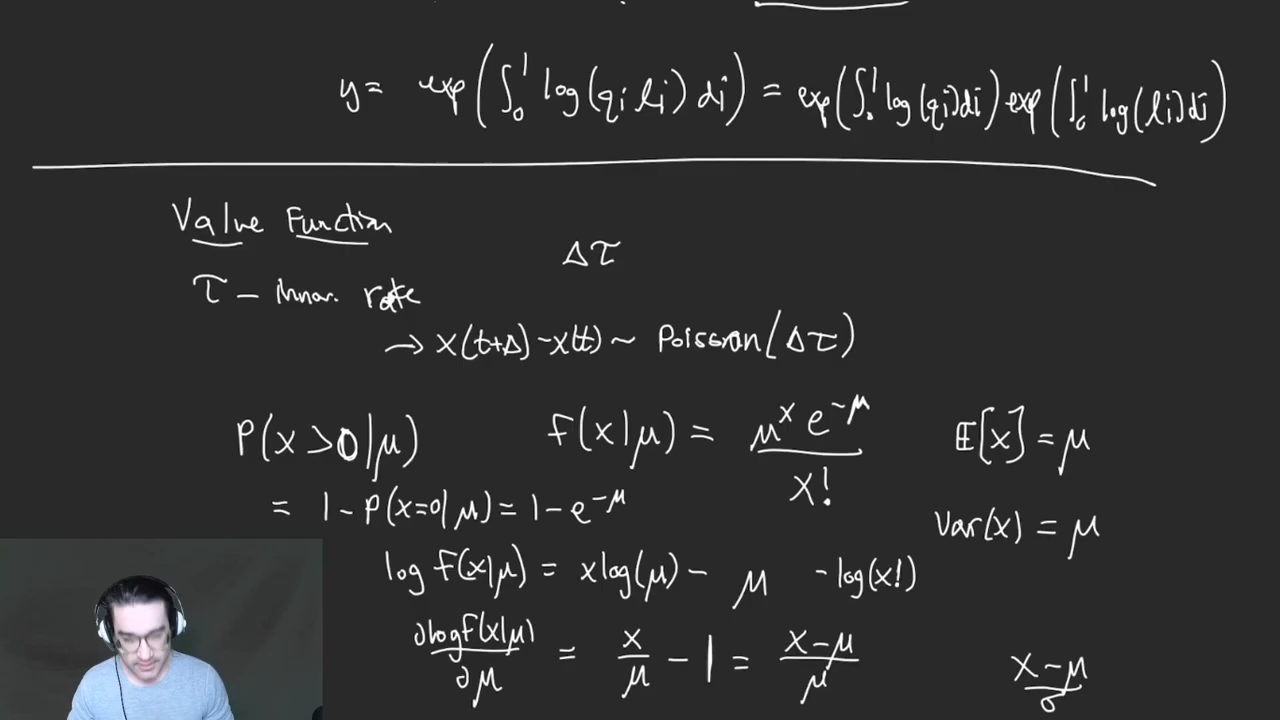 y = exp(∫₀¹ log(qi li) di) = exp(∫₀¹ log(qi) di) exp(∫₀¹ log(li) di)
Value Function
Δτ
τ – innov. rate
→ x(t+Δ) - x(t) ~ Poisson(Δτ)
P(x>0|μ)
f(x|μ) = μ^x e^{-μ} / x!
E[x] = μ
= 1 - P(x=0|μ) = 1 - e^{-μ}
Var(x) = μ
log f(x|μ) = x log(μ) - μ - log(x!)
∂log f(x|μ) / ∂μ = x/μ - 1 = (x-μ)/μ
(x-μ)/σ